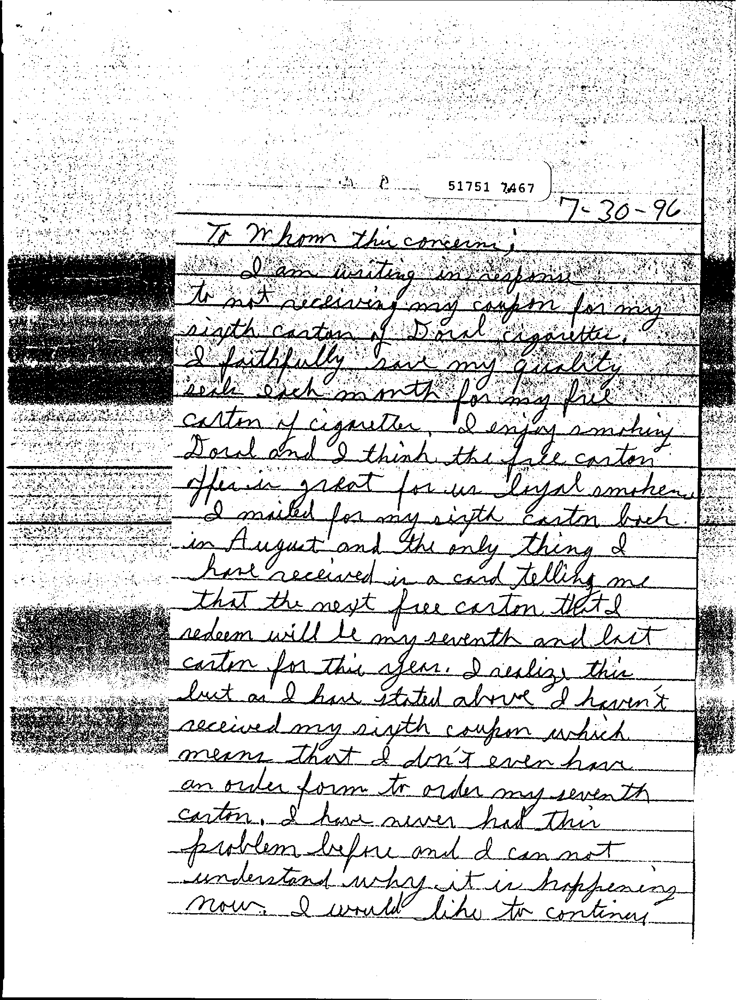 51751 7467
7-30-96
To Whom this concerns;
I am writing in response
to not receiving my coupon for my
sixth carton of Doral cigarettes.
I faithfully save my quality
seals each month for my free
carton of cigarettes. I enjoy smoking
Doral and I think the free carton
offer is great for us loyal smokers.
I mailed for my sixth carton back
in August and the only thing I
have received is a card telling me
that the next free carton that I
redeem will be my seventh and last
carton for this year. I realize this
but as I have stated above I haven't
received my sixth coupon which
means that I don't even have
an order form to order my seventh
carton. I have never had this
problem before and I can not
understand why it is happening
now. I would like to continue